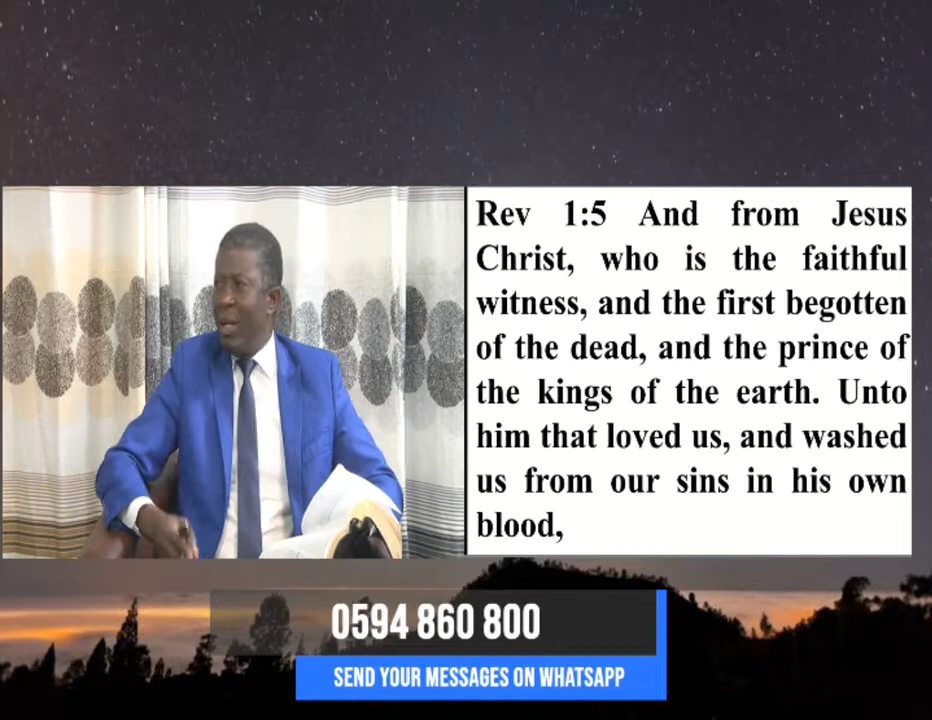 Rev 1:5 And from Jesus
Christ, who is the faithful
witness, and the first begotten
of the dead, and the prince of
the kings of the earth. Unto
him that loved us, and washed
us from our sins in his own
blood,
0594 860 800
SEND YOUR MESSAGES ON WHATSAPP